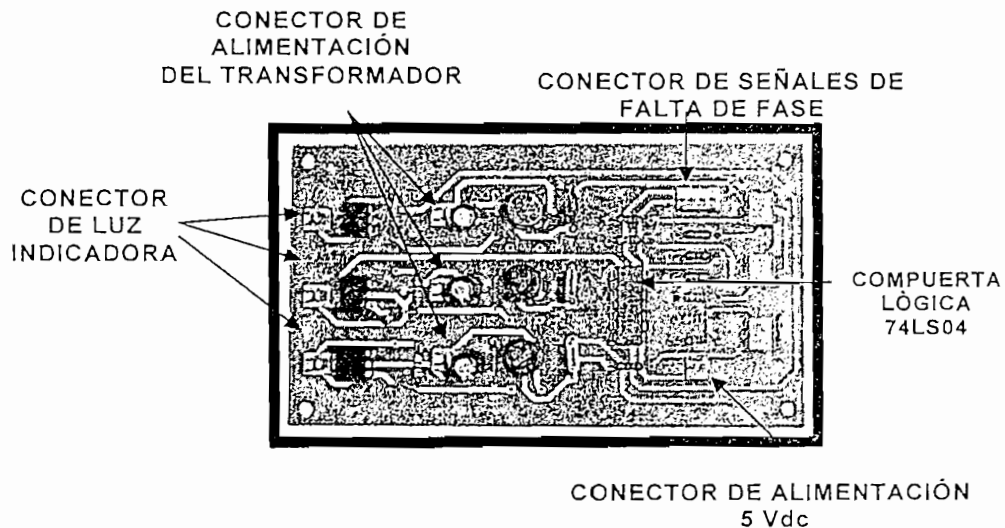 CONECTOR DE
ALIMENTACIÓN
DEL TRANSFORMADOR
CONECTOR DE SEÑALES DE
FALTA DE FASE
CONECTOR
DE LUZ
INDICADORA
COMPUERTA
LÒGICA
74LS04
CONECTOR DE ALIMENTACIÓN
5 Vdc